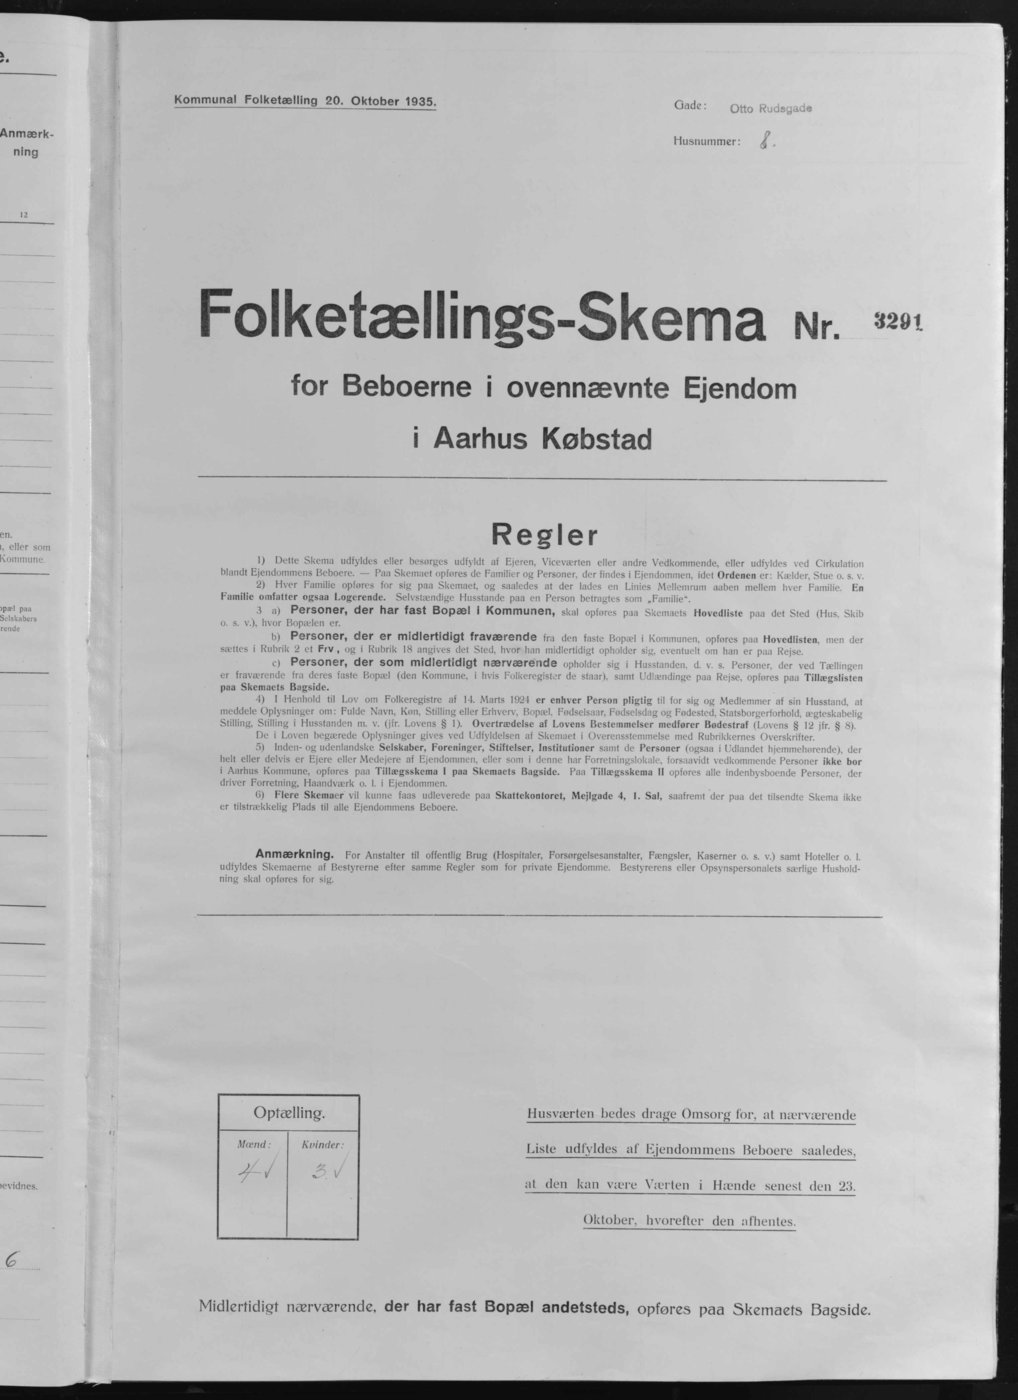 e.
Anmærk-
ning
12
en.
, eller som
Kommune
opæl paa
Selskabers
rende
bevidnes.
6
Kommunal Folketælling 20. Oktober 1935.
Gade: Otto Rudsgade
Husnummer: 8.
Folketællings-Skema Nr. 3291
for Beboerne i ovennævnte Ejendom
i Aarhus Købstad
Regler
1) Dette Skema udfyldes eller besørges udfyldt af Ejeren, Viceværten eller andre Vedkommende, eller udfyldes ved Cirkulation
blandt Ejendommens Beboere. — Paa Skemaet opføres de Familier og Personer, der findes i Ejendommen, idet Ordenen er: Kælder, Stue o. s. v.
2) Hver Familie opføres for sig paa Skemaet, og saaledes at der lades en Linies Mellemrum aaben mellem hver Familie. En
Familie omfatter ogsaa Logerende. Selvstændige Husstande paa en Person betragtes som „Familie“.
3 a) Personer, der har fast Bopæl i Kommunen, skal opføres paa Skemaets Hovedliste paa det Sted (Hus, Skib
o. s. v.), hvor Bopælen er.
b) Personer, der er midlertidigt fraværende fra den faste Bopæl i Kommunen, opføres paa Hovedlisten, men der
sættes i Rubrik 2 et Frv, og i Rubrik 18 angives det Sted, hvor han midlertidigt opholder sig, eventuelt om han er paa Rejse.
c) Personer, der som midlertidigt nærværende opholder sig i Husstanden, d. v. s. Personer, der ved Tællingen
er fraværende fra deres faste Bopæl (den Kommune, i hvis Folkeregister de staar), samt Udlændinge paa Rejse, opføres paa Tillægslisten
paa Skemaets Bagside.
4) I Henhold til Lov om Folkeregistre af 14. Marts 1924 er enhver Person pligtig til for sig og Medlemmer af sin Husstand, at
meddele Oplysninger om: Fulde Navn, Køn, Stilling eller Erhverv, Bopæl, Fødselsaar, Fødselsdag og Fødested, Statsborgerforhold, ægteskabelig
Stilling, Stilling i Husstanden m. v. (jfr. Lovens § 1). Overtrædelse af Lovens Bestemmelser medfører Bødestraf (Lovens § 12 jfr. § 8).
De i Loven begærede Oplysninger gives ved Udfyldelsen af Skemaet i Overensstemmelse med Rubrikkernes Overskrifter.
5) Inden- og udenlandske Selskaber, Foreninger, Stiftelser, Institutioner samt de Personer (ogsaa i Udlandet hjemmehørende), der
helt eller delvis er Ejere eller Medejere af Ejendommen, eller som i denne har Forretningslokale, forsaavidt vedkommende Personer ikke bor
i Aarhus Kommune, opføres paa Tillægsskema I paa Skemaets Bagside. Paa Tillægsskema II opføres alle indenbysboende Personer, der
driver Forretning, Haandværk o. l. i Ejendommen.
6) Flere Skemaer vil kunne faas udleverede paa Skattekontoret, Mejlgade 4, 1. Sal, saafremt der paa det tilsendte Skema ikke
er tilstrækkelig Plads til alle Ejendommens Beboere.
Anmærkning. For Anstalter til offentlig Brug (Hospitaler, Forsørgelsesanstalter, Fængsler, Kaserner o. s. v.) samt Hoteller o. l.
udfyldes Skemaerne af Bestyrerne efter samme Regler som for private Ejendomme. Bestyrerens eller Opsynspersonalets særlige Hushold-
ning skal opføres for sig.
Optælling.
Mænd: Kvinder:
4 √ 3 √
Husværten bedes drage Omsorg for, at nærværende
Liste udfyldes af Ejendommens Beboere saaledes,
at den kan være Værten i Hænde senest den 23.
Oktober, hvorefter den afhentes.
Midlertidigt nærværende, der har fast Bopæl andetsteds, opføres paa Skemaets Bagside.